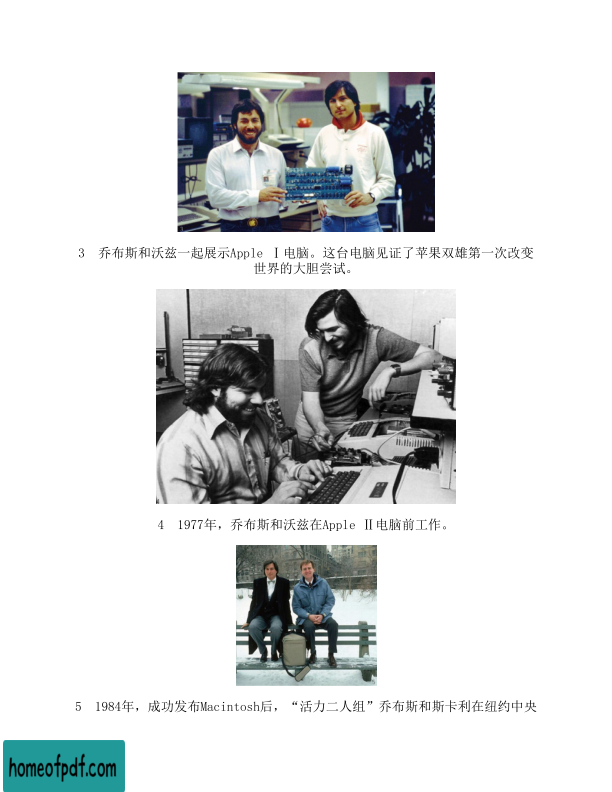 3 乔布斯和沃兹一起展示Apple Ⅰ电脑。这台电脑见证了苹果双雄第一次改变
世界的大胆尝试。
4 1977年，乔布斯和沃兹在Apple Ⅱ电脑前工作。
5 1984年，成功发布Macintosh后，“活力二人组”乔布斯和斯卡利在纽约中央
homeofpdf.com